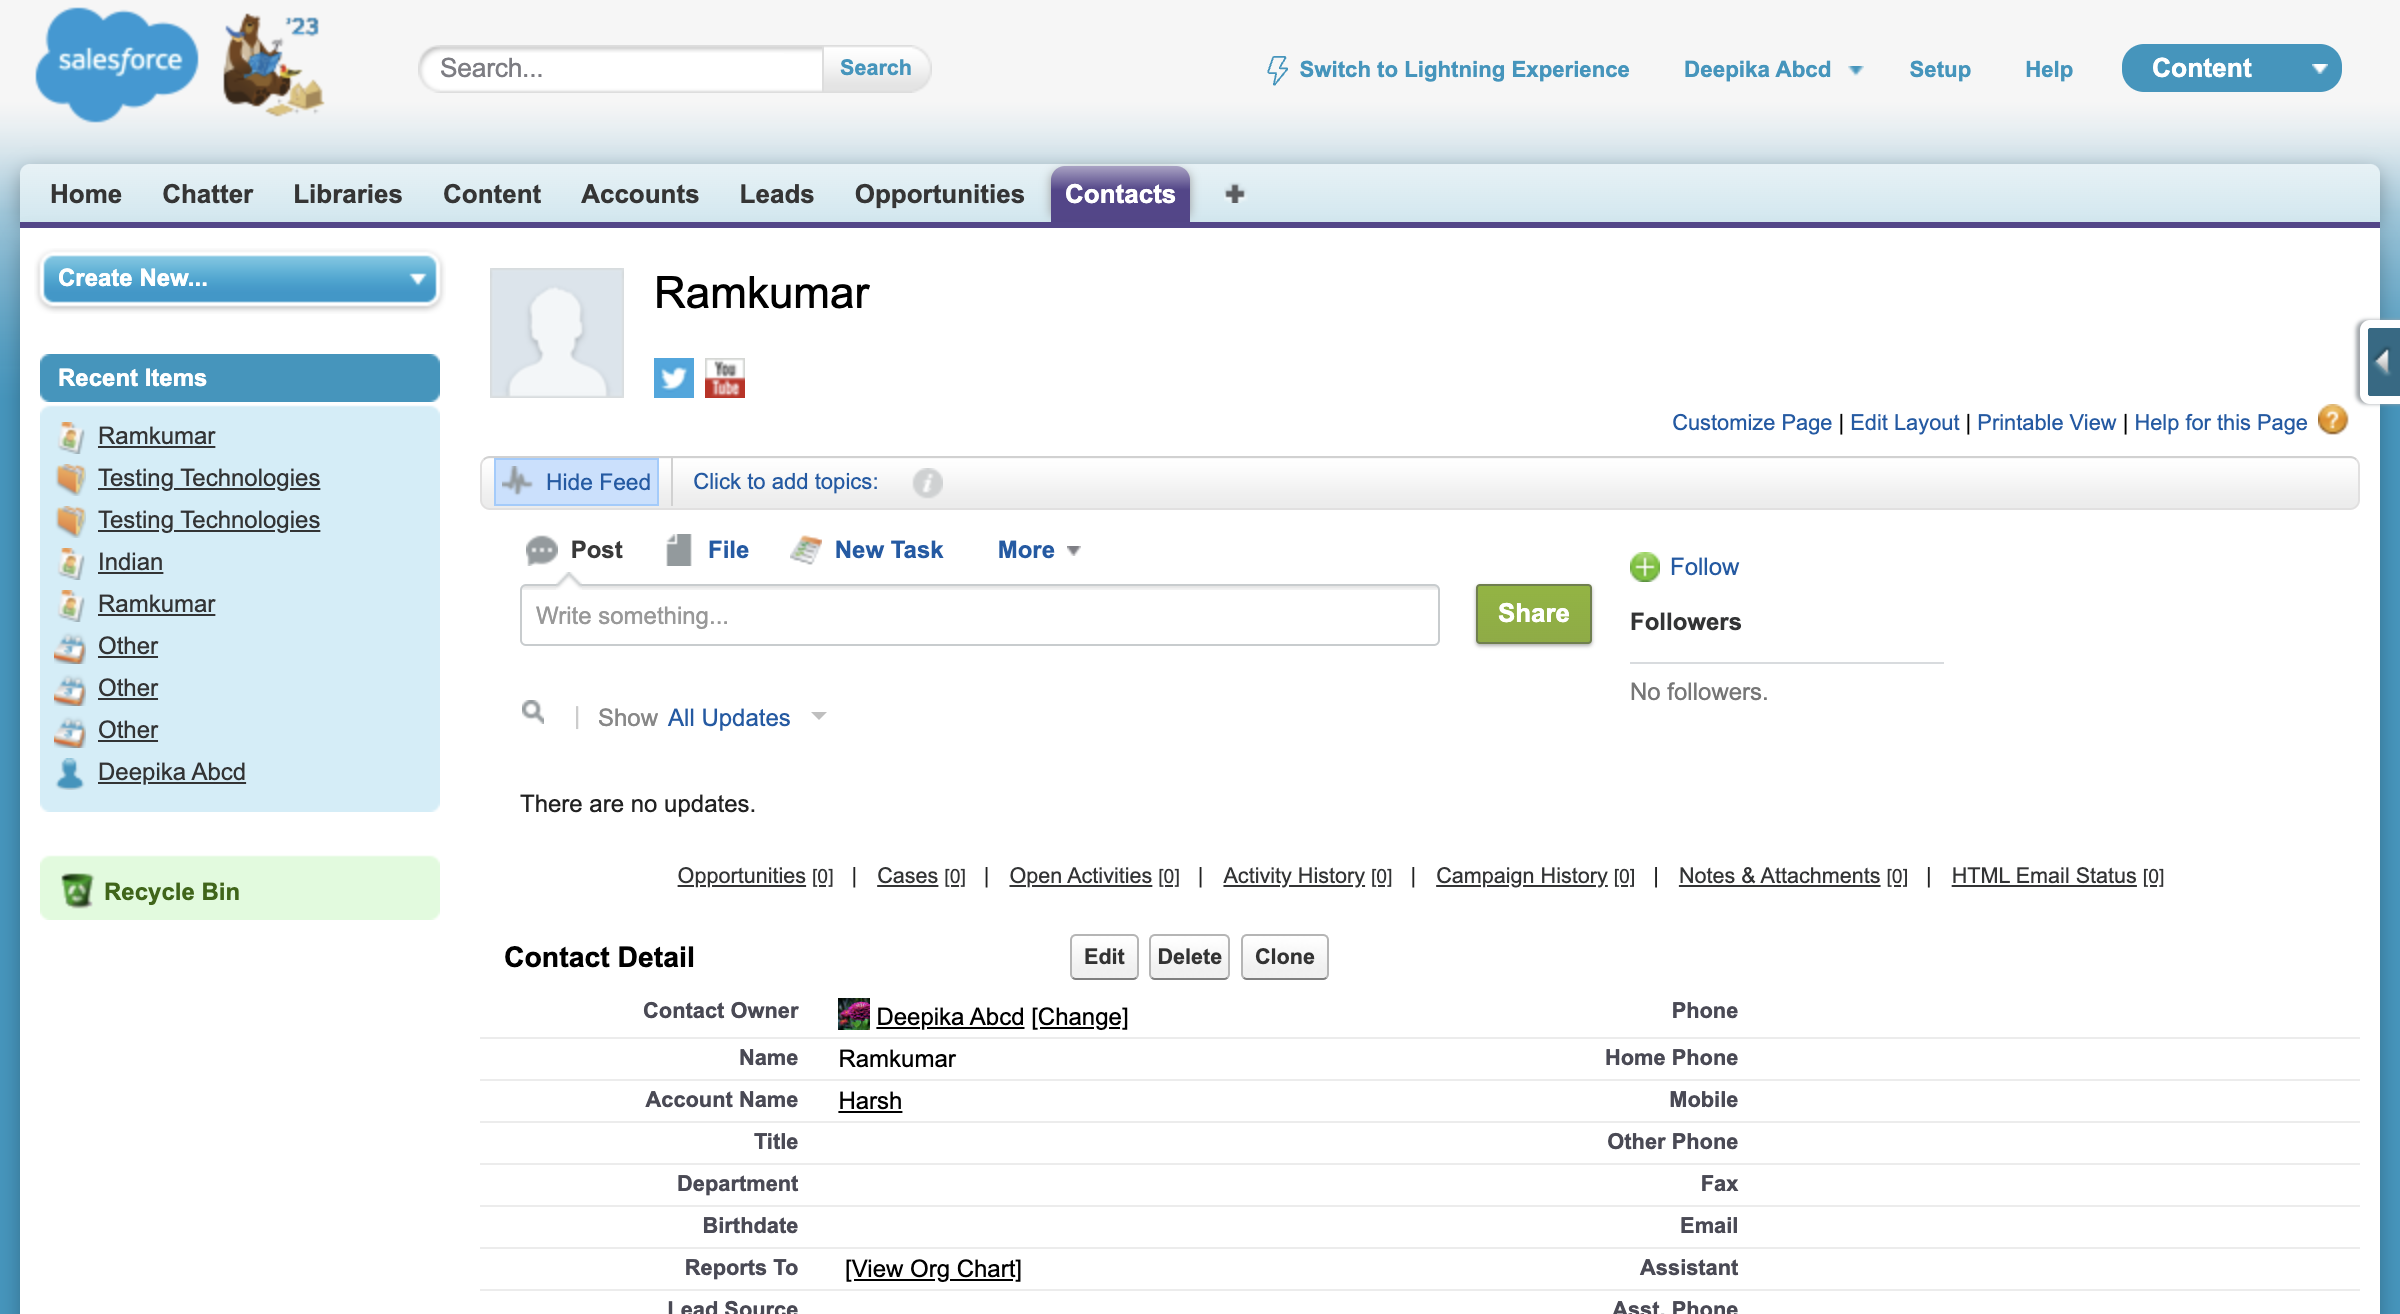 salesforce
'23
Search...
Search
Switch to Lightning Experience
Deepika Abcd
Setup
Help
Content
Home
Chatter
Libraries
Content
Accounts
Leads
Opportunities
Contacts
Create New...
Recent Items
Ramkumar
Testing Technologies
Testing Technologies
Indian
Ramkumar
Other
Other
Other
Deepika Abcd
Recycle Bin
Ramkumar
You
Tube
Customize Page | Edit Layout | Printable View | Help for this Page ?
Hide Feed
Click to add topics:
i
Post
File
New Task
More
Write something...
Share
Follow
Followers
No followers.
Show All Updates
There are no updates.
Opportunities [0] | Cases [0] | Open Activities [0] | Activity History [0] | Campaign History [0] | Notes & Attachments [0] | HTML Email Status [0]
Contact Detail
Edit
Delete
Clone
Contact Owner Deepika Abcd [Change] Phone
Name Ramkumar Home Phone
Account Name Harsh Mobile
Title Other Phone
Department Fax
Birthdate Email
Reports To [View Org Chart] Assistant
Lead Source Asst. Phone